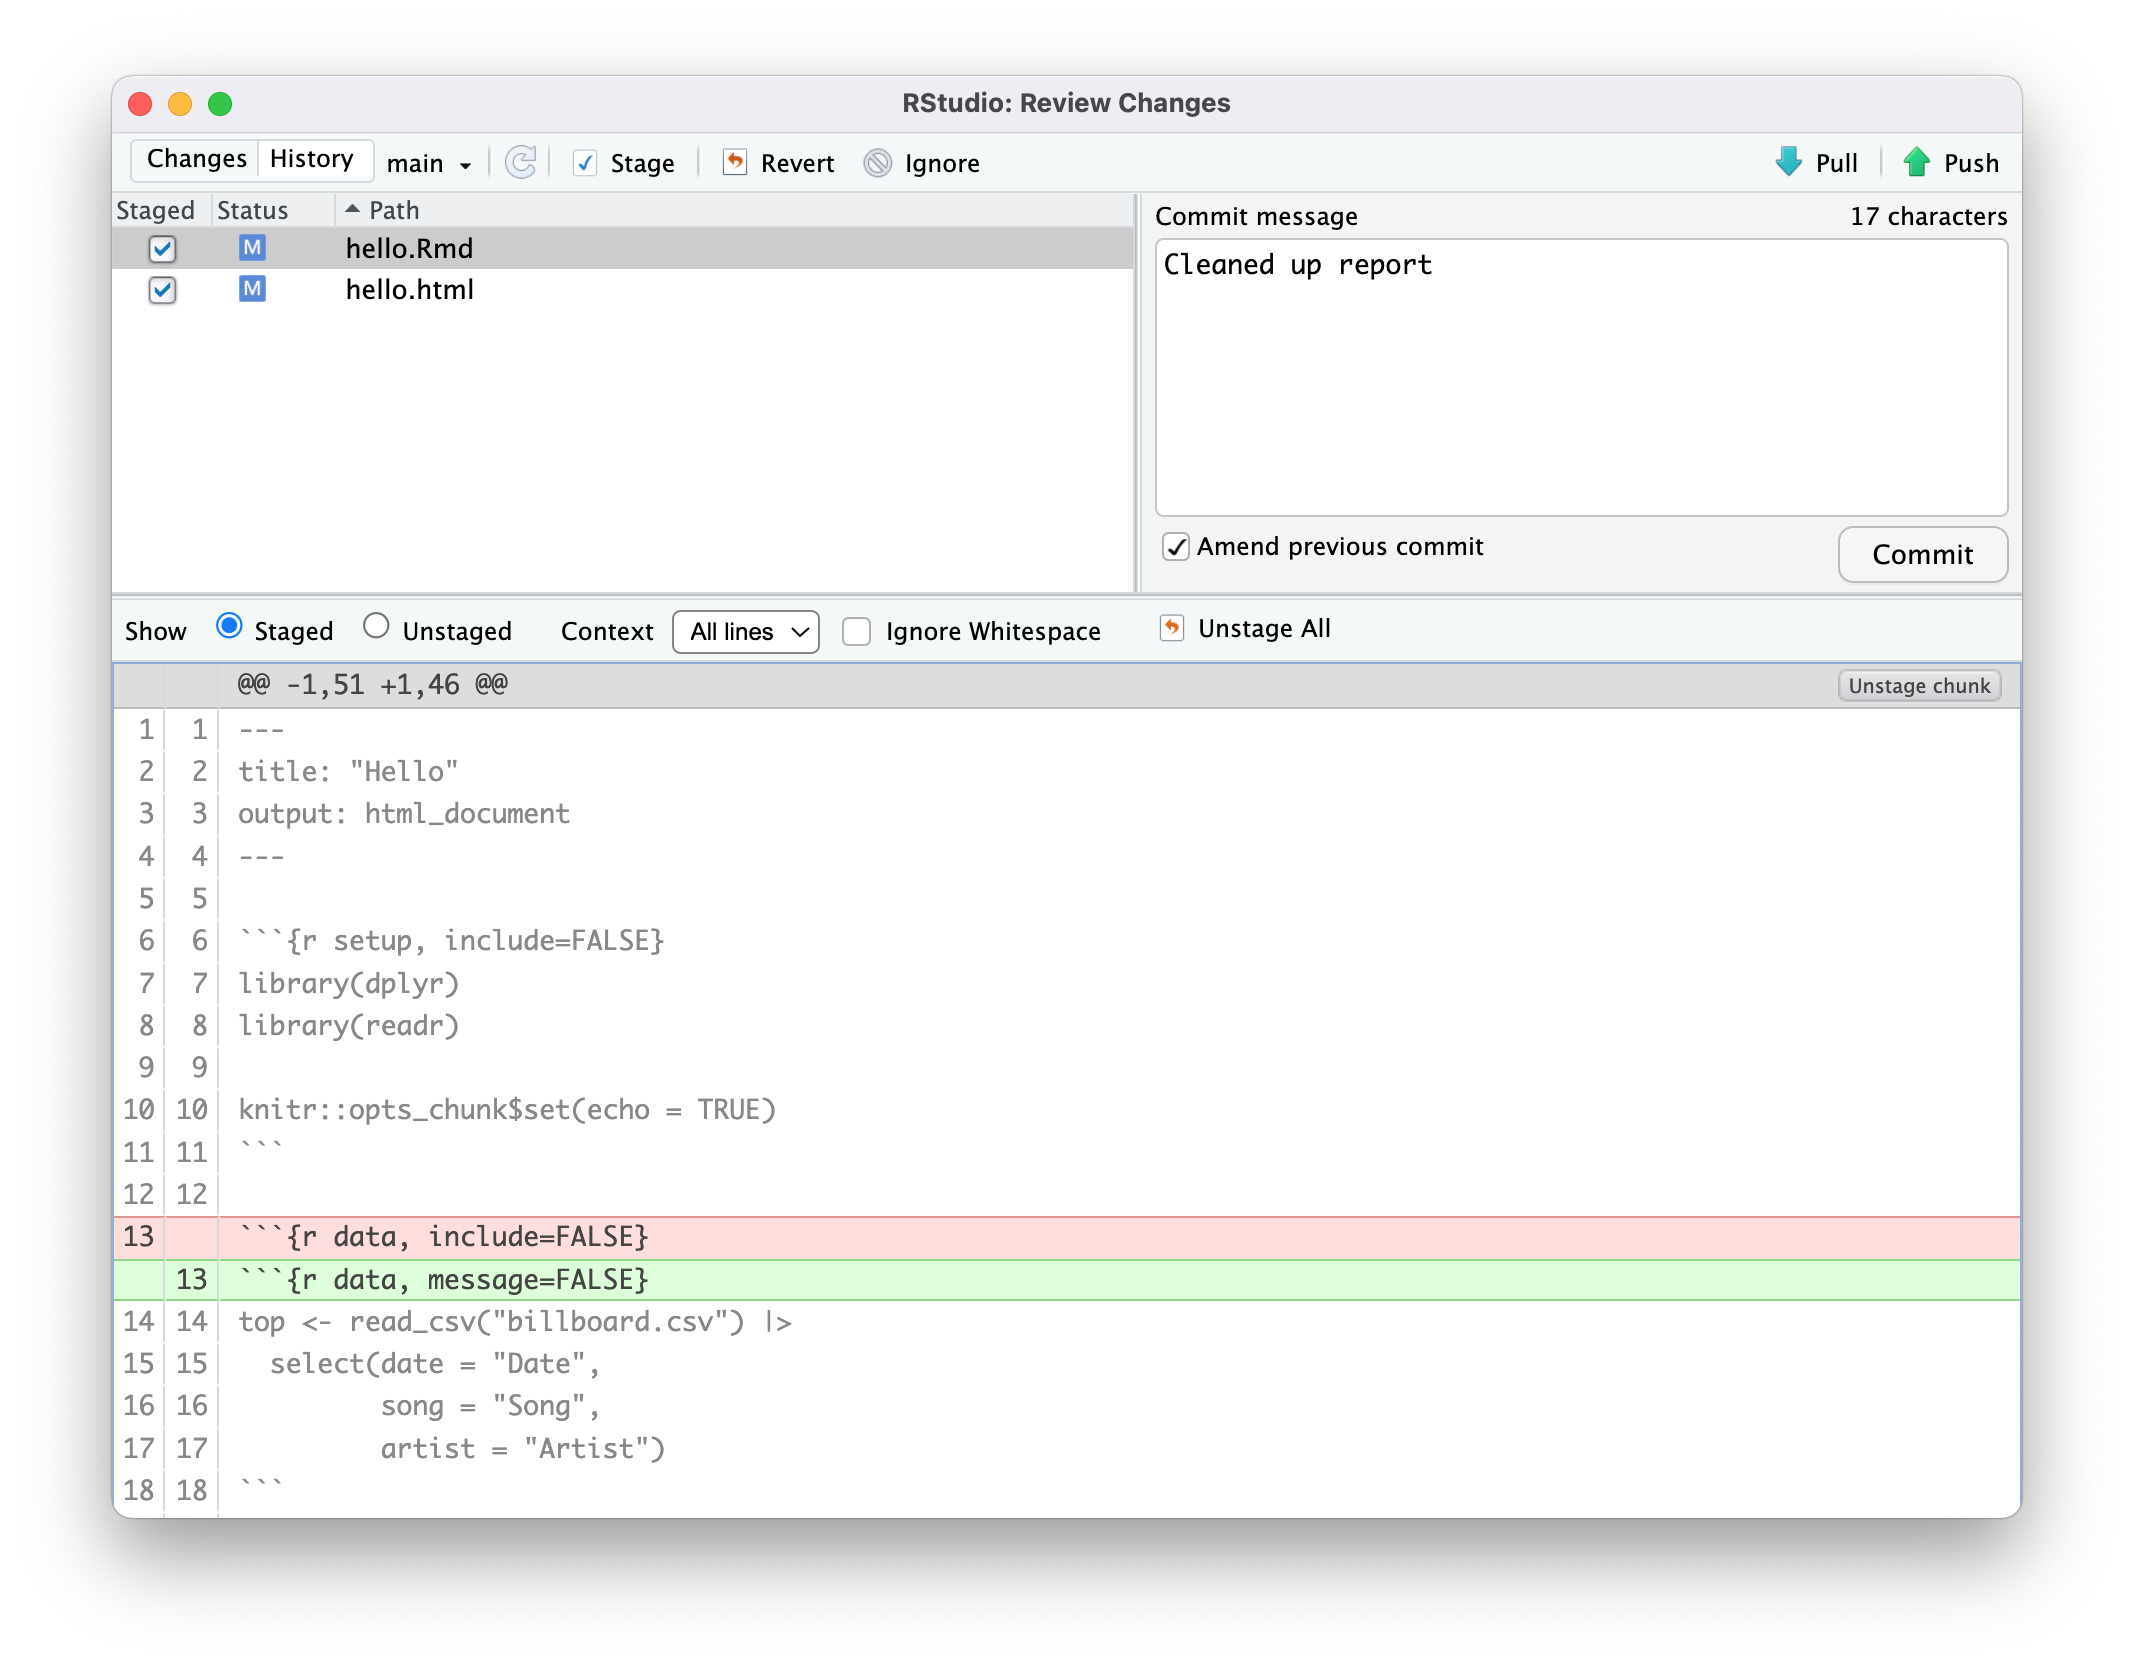 RStudio: Review Changes
Changes History main Stage Revert Ignore Pull Push
Staged Status Path
M hello.Rmd
M hello.html
Commit message 17 characters
Cleaned up report
Amend previous commit Commit
Show Staged Unstaged Context All lines Ignore Whitespace Unstage All
@@ -1,51 +1,46 @@ Unstage chunk
1 1 ---
2 2 title: "Hello"
3 3 output: html_document
4 4 ---
5 5
6 6 ```{r setup, include=FALSE}
7 7 library(dplyr)
8 8 library(readr)
9 9
10 10 knitr::opts_chunk$set(echo = TRUE)
11 11 ```
12 12
13 ```{r data, include=FALSE}
13 ```{r data, message=FALSE}
14 14 top <- read_csv("billboard.csv") |>
15 15   select(date = "Date",
16 16          song = "Song",
17 17          artist = "Artist")
18 18 ```